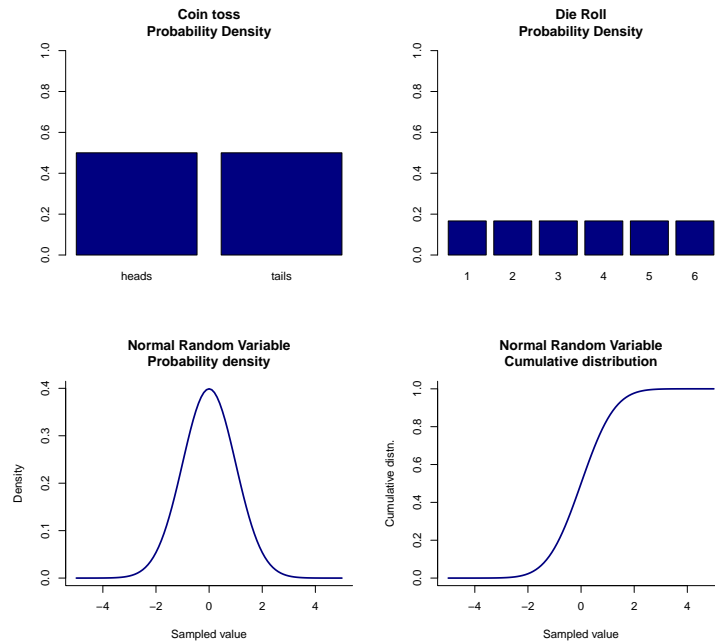 Coin toss
Probability Density
1.0
0.8
0.6
0.4
0.2
0.0
heads tails
Die Roll
Probability Density
1.0
0.8
0.6
0.4
0.2
0.0
1 2 3 4 5 6
Normal Random Variable
Probability density
Density
0.4
0.3
0.2
0.1
0.0
−4 −2 0 2 4
Sampled value
Normal Random Variable
Cumulative distribution
Cumulative distn.
1.0
0.8
0.6
0.4
0.2
0.0
−4 −2 0 2 4
Sampled value